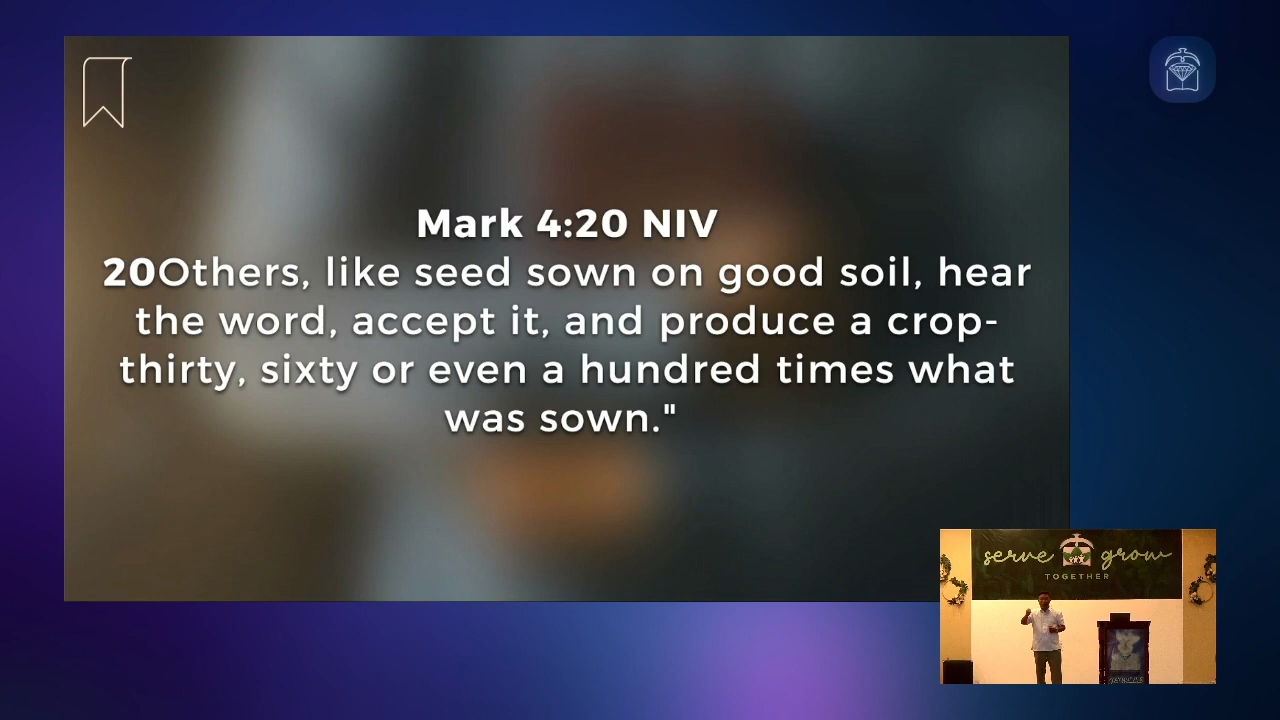 Mark 4:20 NIV
20Others, like seed sown on good soil, hear
the word, accept it, and produce a crop-
thirty, sixty or even a hundred times what
was sown."
serve grow
TOGETHER